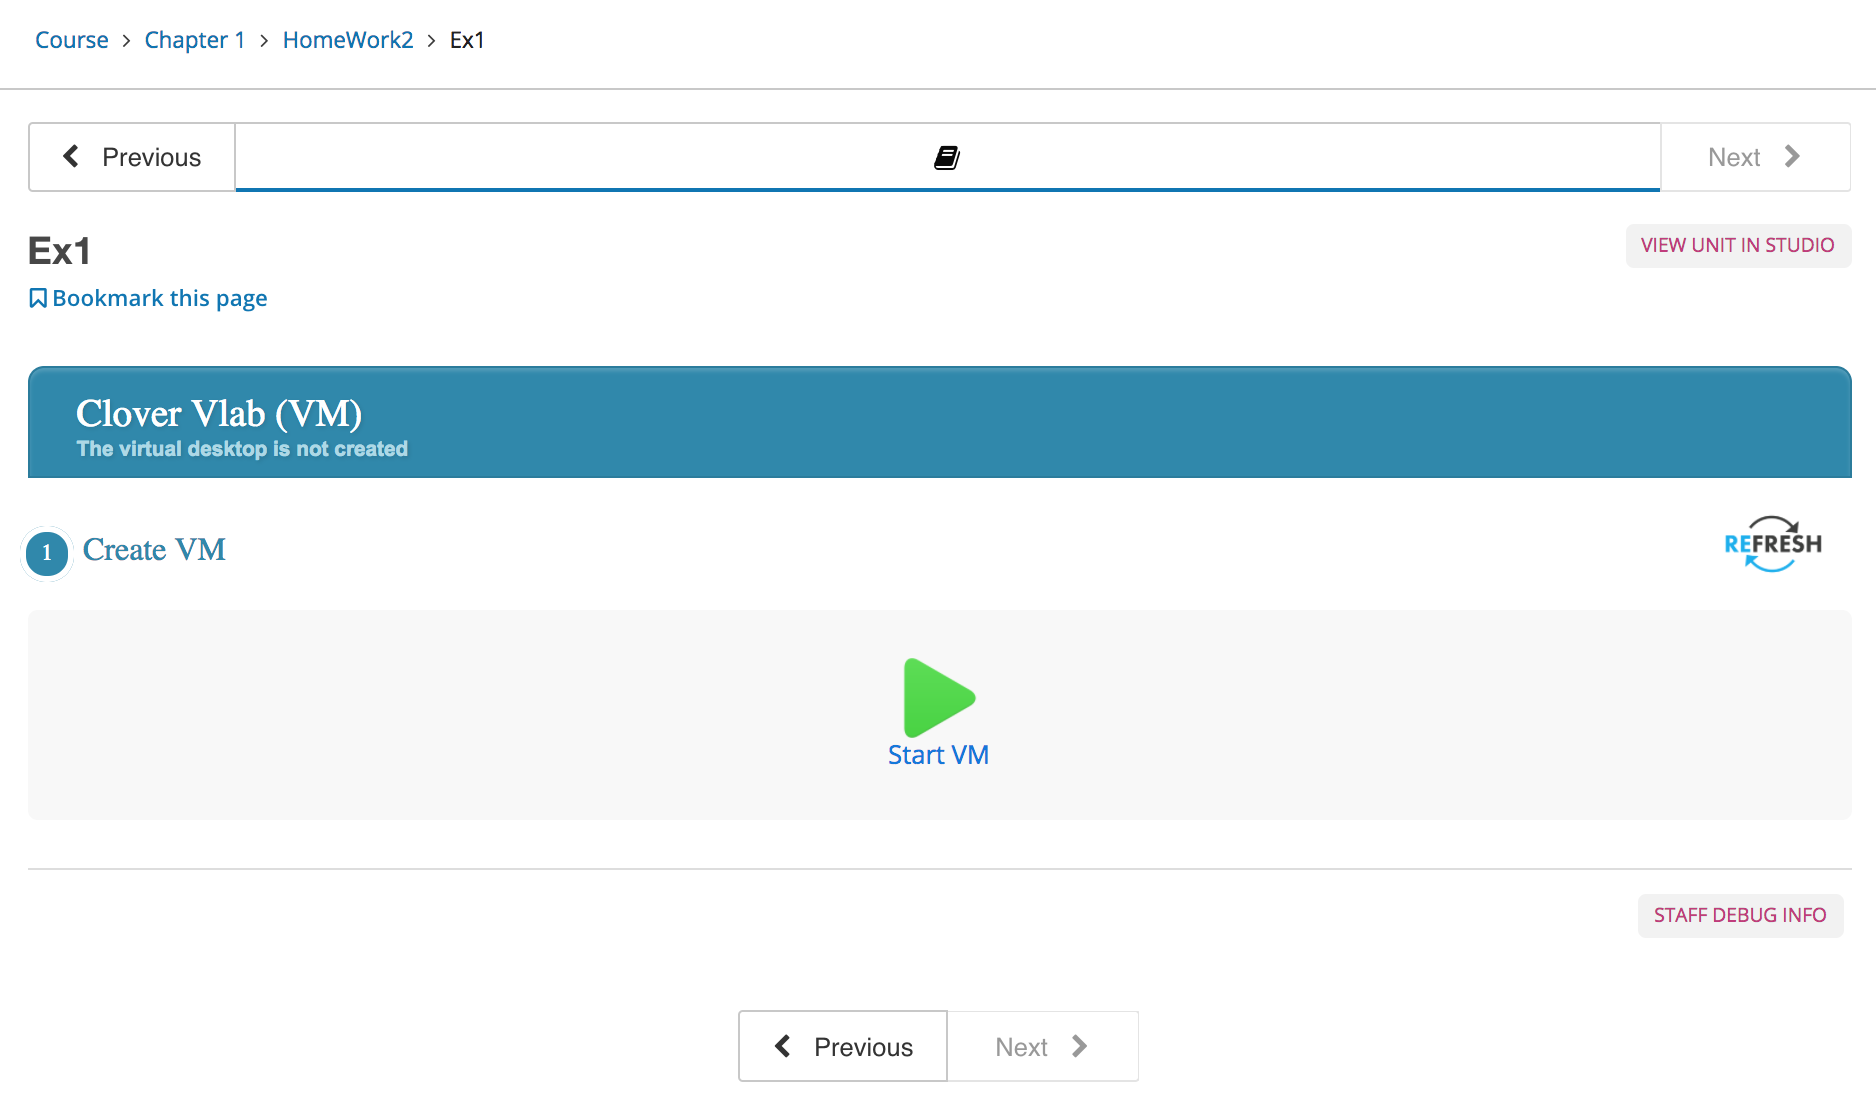 Course > Chapter 1 > HomeWork2 > Ex1
Previous
Next
Ex1
VIEW UNIT IN STUDIO
Bookmark this page
Clover Vlab (VM)
The virtual desktop is not created
1 Create VM
REFRESH
Start VM
STAFF DEBUG INFO
Previous
Next